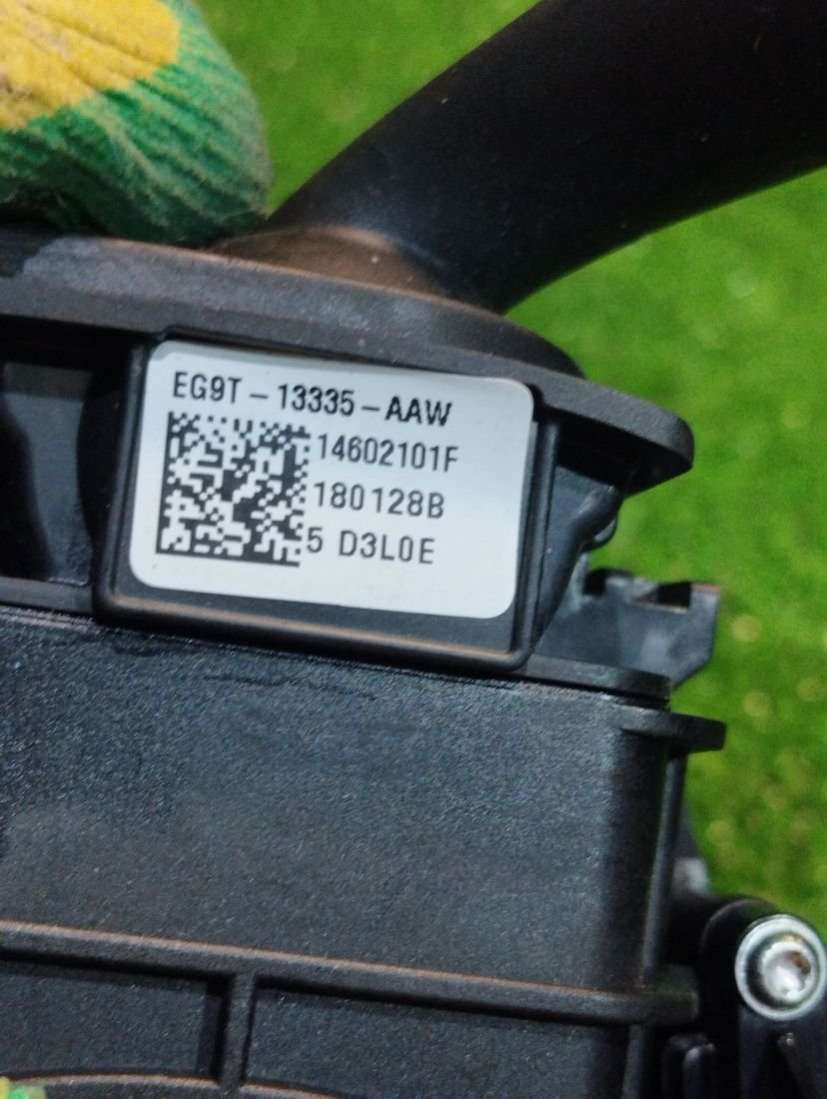 EG9T-13335-AAW
14602101F
180128B
5 D3L0E